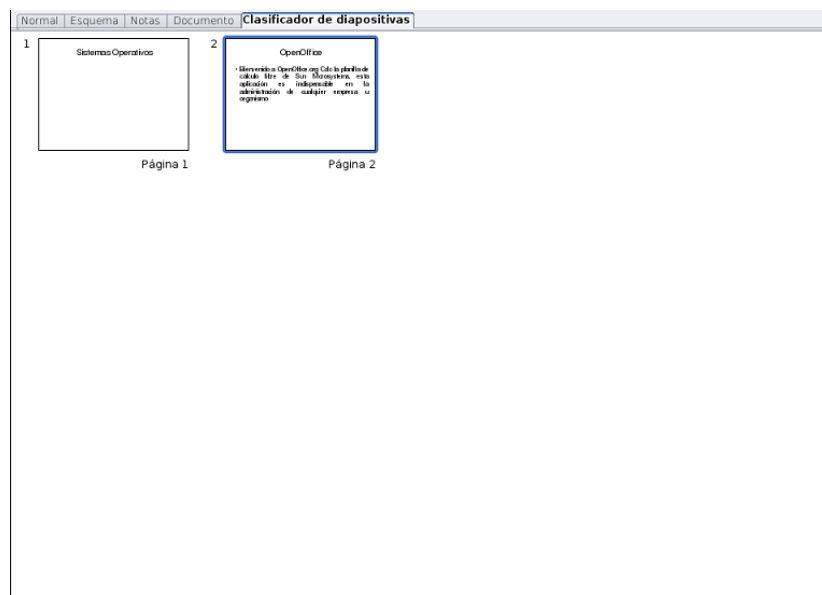 Normal Esquema Notas Documento Clasificador de diapositivas
1
Sistemas Operativos
Página 1
2
OpenOffice
• Bienvenido a OpenOffice.org Calc la planilla de
cálculo libre de Sun Microsystems, esta
aplicación es indispensable en la
administración de cualquier empresa u
organismo
Página 2